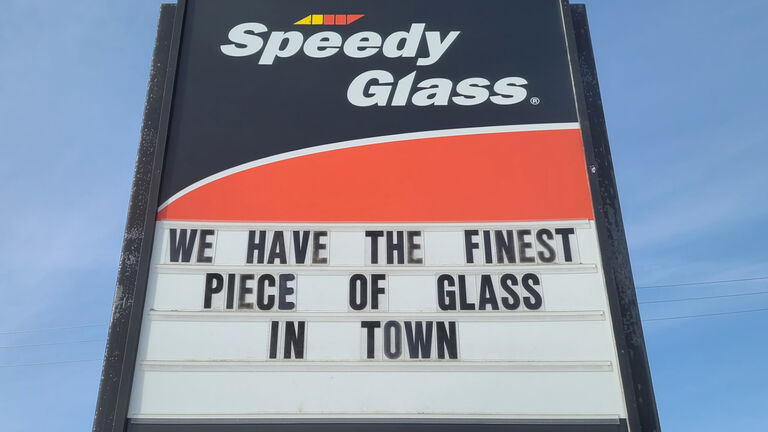 Speedy
Glass®
WE HAVE THE FINEST
PIECE OF GLASS
IN TOWN